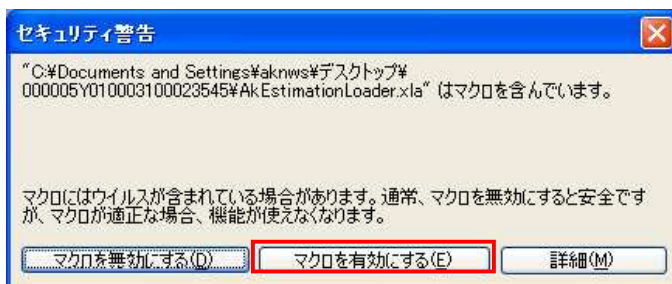 セキュリティ警告
"C:¥Documents and Settings¥aknws¥デスクトップ¥
000005Y010003100023545¥AkEstimationLoader.xla" はマクロを含んでいます。
マクロにはウイルスが含まれている場合があります。通常、マクロを無効にすると安全です
が、マクロが適正な場合、機能が使えなくなります。
マクロを無効にする(D) マクロを有効にする(E) 詳細(M)